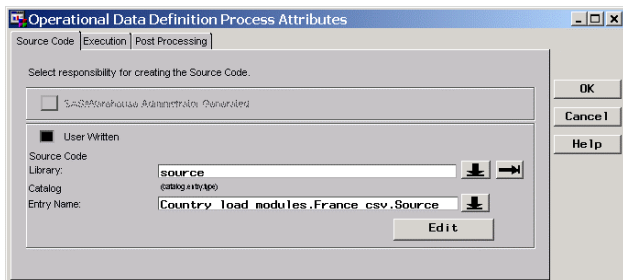 Operational Data Definition Process Attributes
Source Code Execution Post Processing
Select responsibility for creating the Source Code.
OK
SAS/Warehouse Administrator Generated
Cancel
User Written
Help
Source Code
Library: source
Catalog (catalog.entry.type)
Entry Name: Country load modules.France csv.Source
Edit